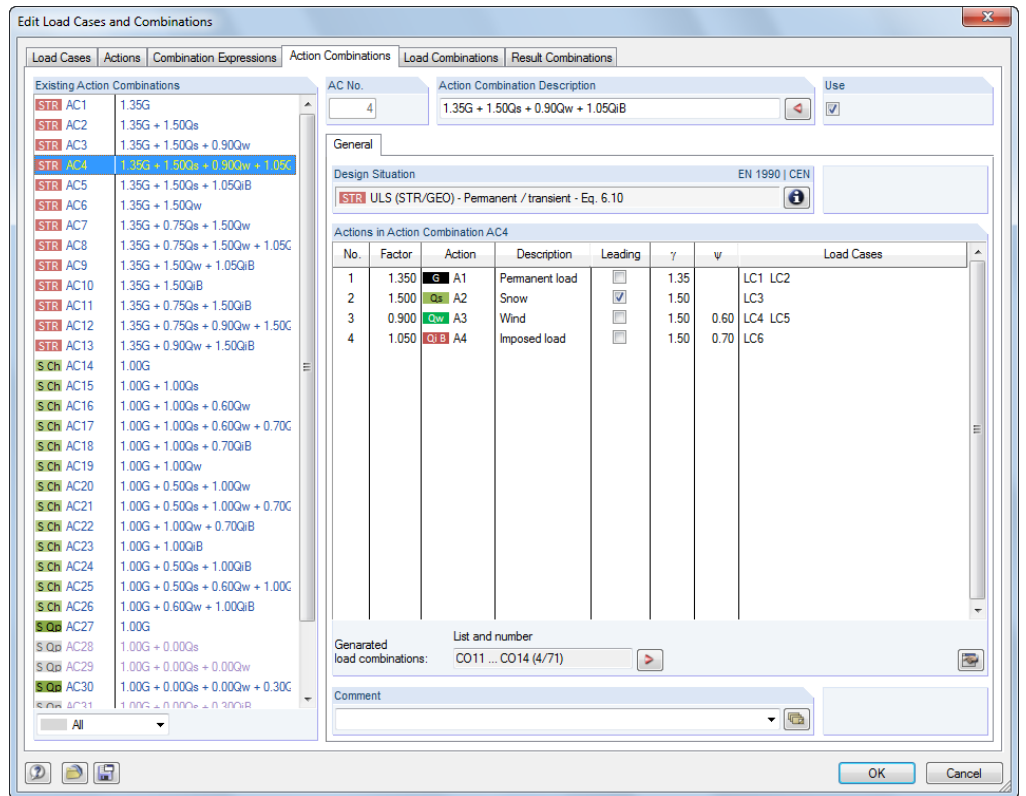 Edit Load Cases and Combinations
Load Cases Actions Combination Expressions Action Combinations Load Combinations Result Combinations
Existing Action Combinations
STR AC1 1.35G
STR AC2 1.35G + 1.50Qs
STR AC3 1.35G + 1.50Qs + 0.90Qw
STR AC4 1.35G + 1.50Qs + 0.90Qw + 1.05G
STR AC5 1.35G + 1.50Qs + 1.05QiB
STR AC6 1.35G + 1.50Qw
STR AC7 1.35G + 0.75Qs + 1.50Qw
STR AC8 1.35G + 0.75Qs + 1.50Qw + 1.05G
STR AC9 1.35G + 1.50Qw + 1.05QiB
STR AC10 1.35G + 1.50QiB
STR AC11 1.35G + 0.75Qs + 1.50QiB
STR AC12 1.35G + 0.75Qs + 0.90Qw + 1.50G
STR AC13 1.35G + 0.90Qw + 1.50QiB
S Ch AC14 1.00G
S Ch AC15 1.00G + 1.00Qs
S Ch AC16 1.00G + 1.00Qs + 0.60Qw
S Ch AC17 1.00G + 1.00Qs + 0.60Qw + 0.70G
S Ch AC18 1.00G + 1.00Qs + 0.70QiB
S Ch AC19 1.00G + 1.00Qw
S Ch AC20 1.00G + 0.50Qs + 1.00Qw
S Ch AC21 1.00G + 0.50Qs + 1.00Qw + 0.70G
S Ch AC22 1.00G + 1.00Qw + 0.70QiB
S Ch AC23 1.00G + 1.00QiB
S Ch AC24 1.00G + 0.50Qs + 1.00QiB
S Ch AC25 1.00G + 0.50Qs + 0.60Qw + 1.00G
S Ch AC26 1.00G + 0.60Qw + 1.00QiB
S Qp AC27 1.00G
S Qp AC28 1.00G + 0.00Qs
S Qp AC29 1.00G + 0.00Qs + 0.00Qw
S Qp AC30 1.00G + 0.00Qs + 0.00Qw + 0.30G
S Qp AC31 1.00G + 0.00Qs + 0.30QiB
All
AC No.
4
Action Combination Description
1.35G + 1.50Qs + 0.90Qw + 1.05QiB
Use
General
Design Situation EN 1990 | CEN
STR ULS (STR/GEO) - Permanent / transient - Eq. 6.10
Actions in Action Combination AC4
No. Factor Action Description Leading γ ψ Load Cases
1 1.350 G A1 Permanent load 1.35 LC1 LC2
2 1.500 Qs A2 Snow 1.50 LC3
3 0.900 Qw A3 Wind 1.50 0.60 LC4 LC5
4 1.050 Qi B A4 Imposed load 1.50 0.70 LC6
Genarated
load combinations:
List and number
CO11 ... CO14 (4/71)
Comment
OK Cancel